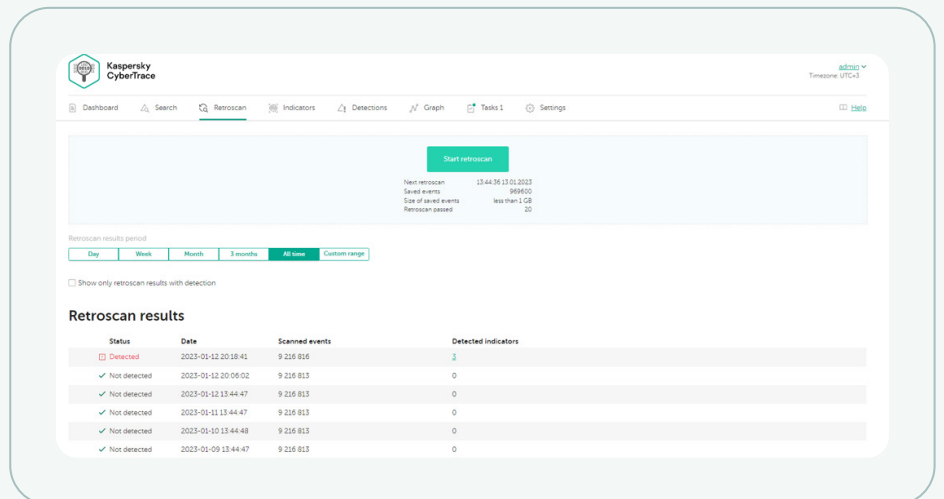 Kaspersky
CyberTrace
admin
Timezone: UTC+3
Dashboard Search Retroscan Indicators Detections Graph Tasks 1 Settings Help
Start retroscan
Next retroscan 13:44:36 13.01.2023
Saved events 969600
Size of saved events less than 1 GB
Retroscan passed 20
Retroscan results period
Day Week Month 3 months All time Custom range
Show only retroscan results with detection
Retroscan results
Status Date Scanned events Detected indicators
Detected 2023-01-12 20:18:41 9 216 816 3
Not detected 2023-01-12 20:06:02 9 216 813 0
Not detected 2023-01-12 13:44:47 9 216 813 0
Not detected 2023-01-11 13:44:47 9 216 813 0
Not detected 2023-01-10 13:44:48 9 216 813 0
Not detected 2023-01-09 13:44:47 9 216 813 0